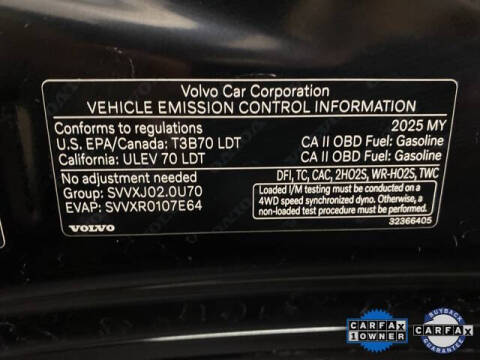 Volvo Car Corporation
VEHICLE EMISSION CONTROL INFORMATION
Conforms to regulations 2025 MY
U.S. EPA/Canada: T3B70 LDT CA II OBD Fuel: Gasoline
California: ULEV 70 LDT CA II OBD Fuel: Gasoline
No adjustment needed DFI, TC, CAC, 2HO2S, WR-HO2S, TWC
Group: SVVXJ02.0U70
EVAP: SVVXR0107E64
Loaded I/M testing must be conducted on a
4WD speed synchronized dyno. Otherwise, a
non-loaded test procedure must be followed.
VOLVO 32366405
CARFAX
1 OWNER
BUYBACK
CARFAX
GUARANTEE